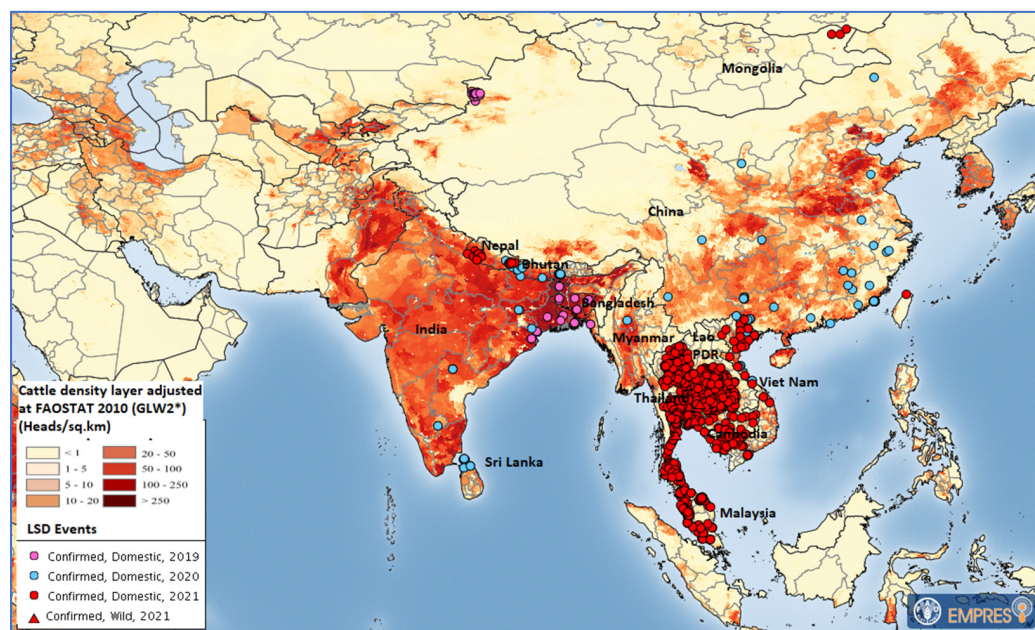 Mongolia
China
Nepal
Bhutan
Bangladesh
India
Myanmar
Lao
PDR
Viet Nam
Thailand
Cambodia
Sri Lanka
Malaysia
Cattle density layer adjusted
at FAOSTAT 2010 (GLW2*)
(Heads/sq.km)
< 1
20 - 50
1 - 5
50 - 100
5 - 10
100 - 250
10 - 20
> 250
LSD Events
Confirmed, Domestic, 2019
Confirmed, Domestic, 2020
Confirmed, Domestic, 2021
Confirmed, Wild, 2021
FAO
EMPRES